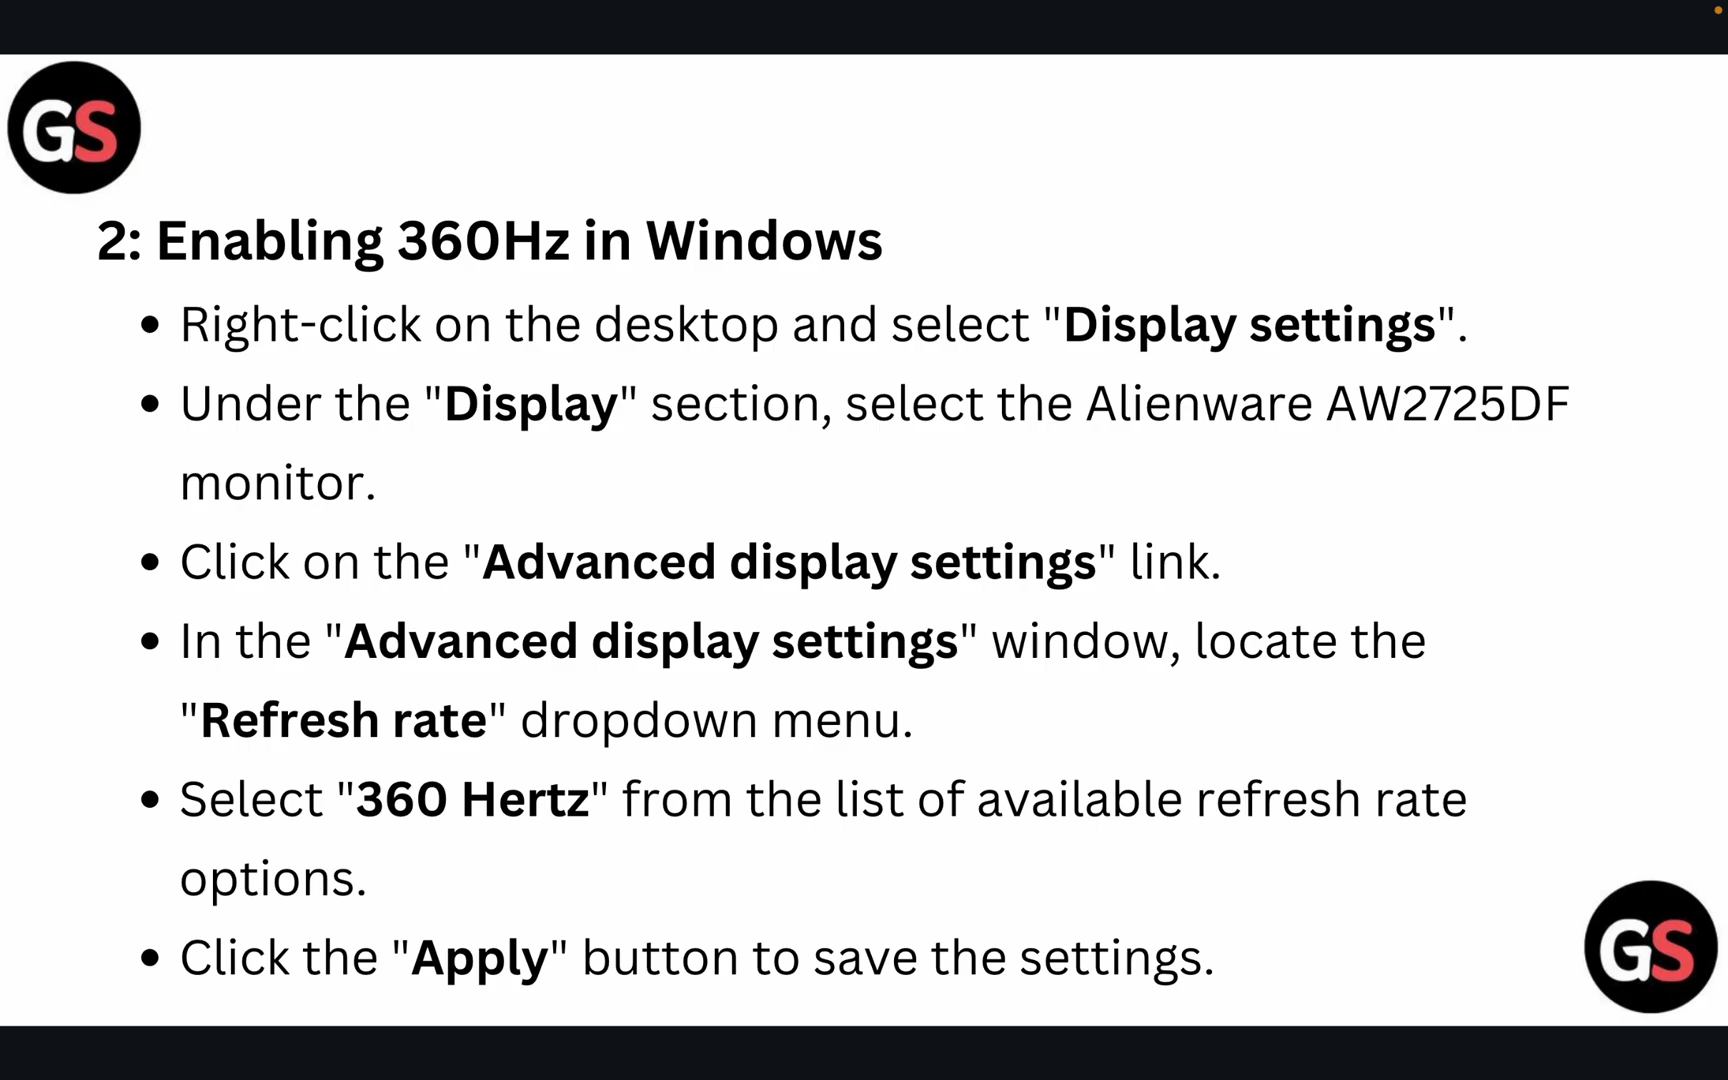 GS
2: Enabling 360Hz in Windows
• Right-click on the desktop and select "Display settings".
• Under the "Display" section, select the Alienware AW2725DF
monitor.
• Click on the "Advanced display settings" link.
• In the "Advanced display settings" window, locate the
"Refresh rate" dropdown menu.
• Select "360 Hertz" from the list of available refresh rate
options.
• Click the "Apply" button to save the settings.
GS